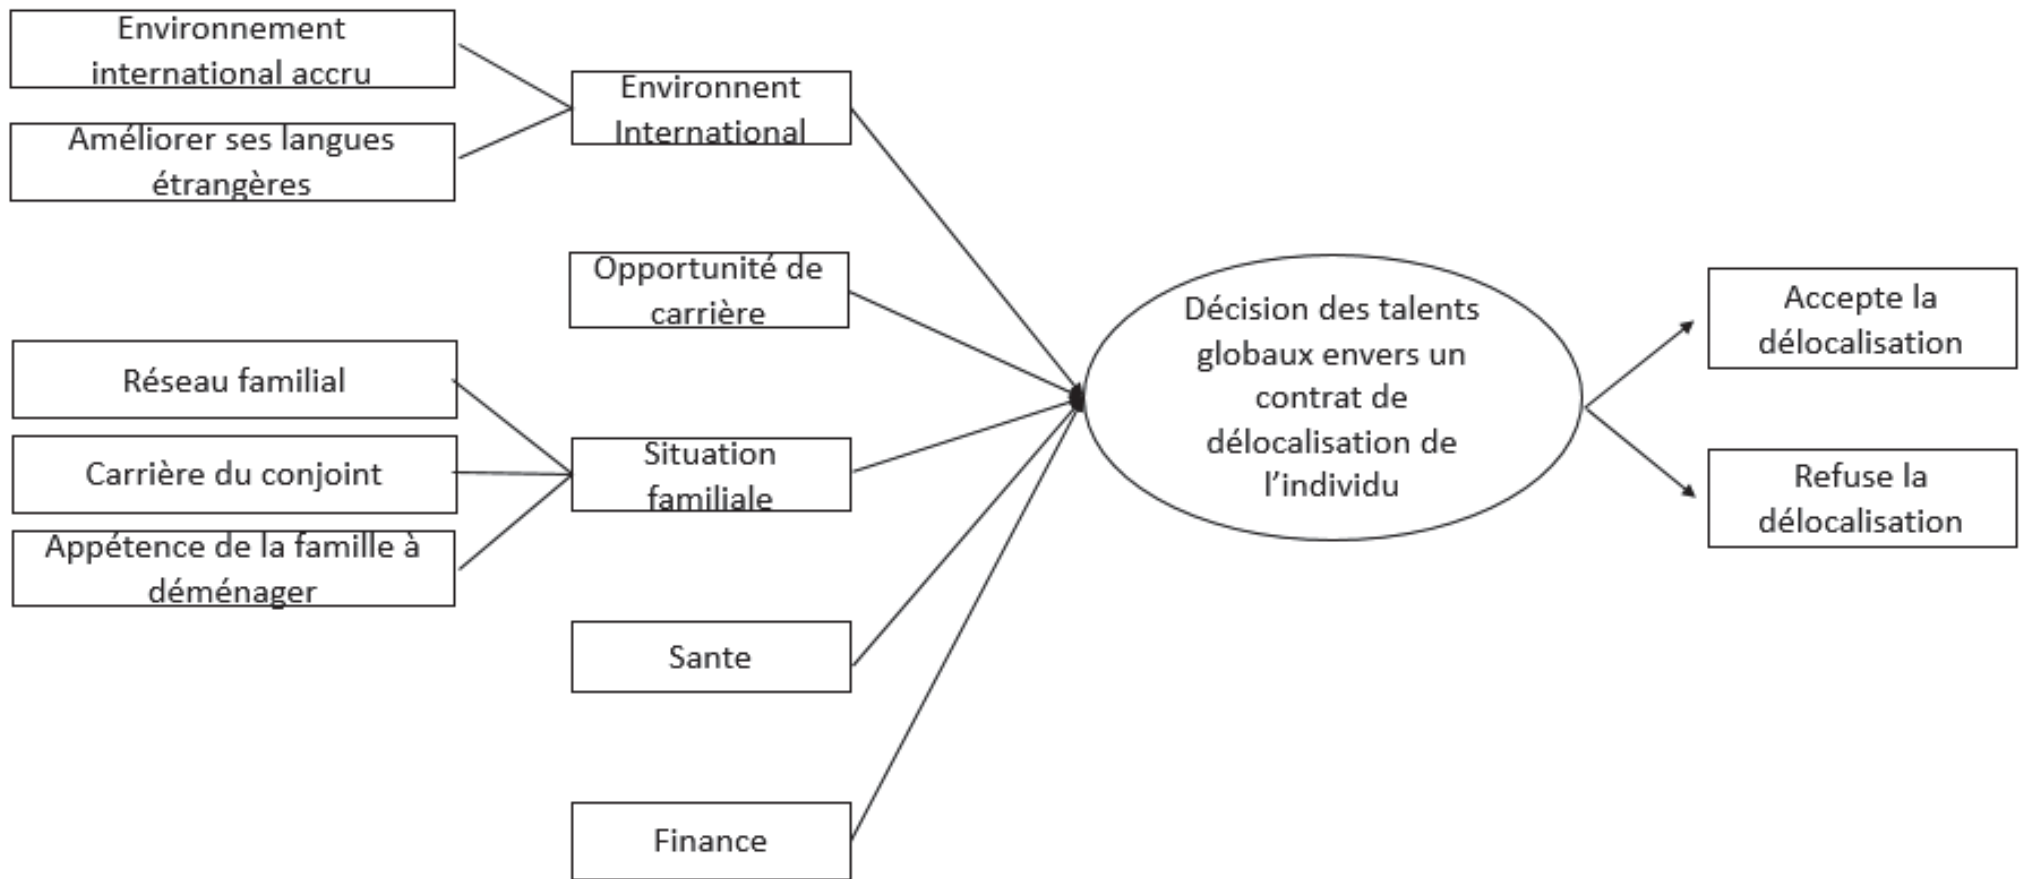 Environnement
international accru
Améliorer ses langues
étrangères
Réseau familial
Carrière du conjoint
Appétence de la famille à
déménager
Environnent
International
Opportunité de
carrière
Situation
familiale
Sante
Finance
Décision des talents
globaux envers un
contrat de
délocalisation de
l’individu
Accepte la
délocalisation
Refuse la
délocalisation